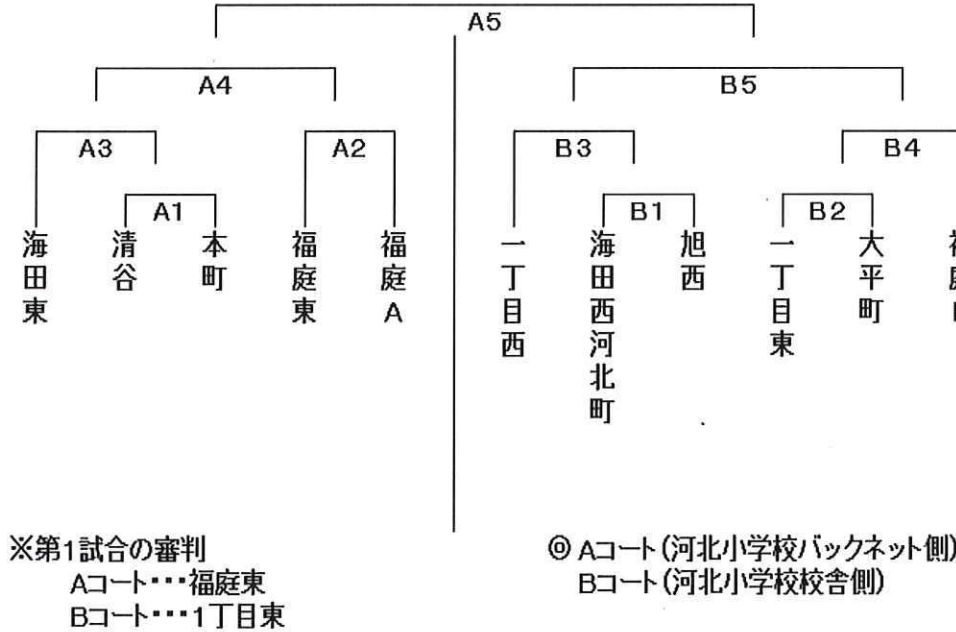 A5
A4
B5
A3
A2
B3
B4
A1
B1
B2
海田東
清谷
本町
福庭東
福庭A
一丁目西
海田西河北町
旭西
一丁目東
大平町
※第1試合の審判
Aコート・・・福庭東
Bコート・・・1丁目東
◎ Aコート(河北小学校バックネット側)
Bコート(河北小学校校舎側)